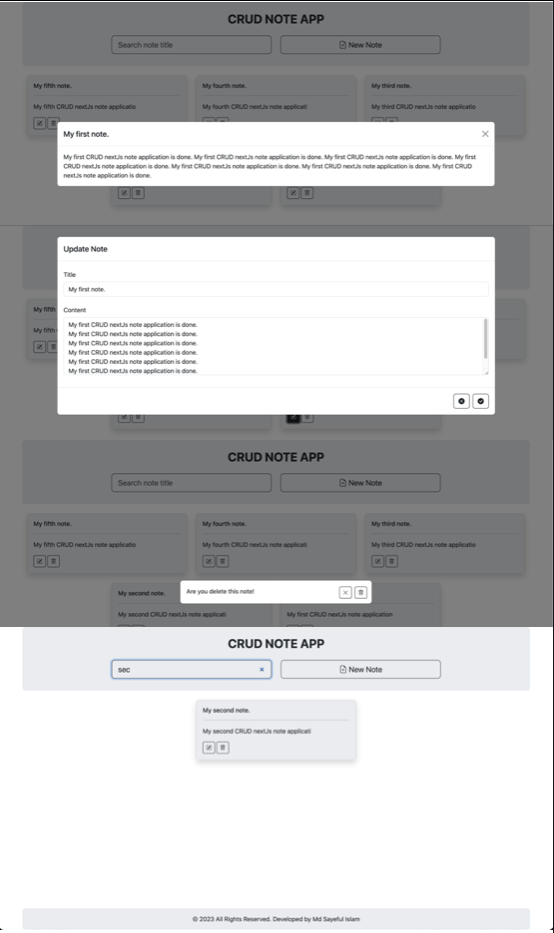 CRUD NOTE APP
Search note title
New Note
My fifth note.
My fourth note.
My third note.
My fifth CRUD nextJs note applicatio
My fourth CRUD nextJs note applicati
My third CRUD nextJs note applicatio
My first note.
My first CRUD nextJs note application is done. My first CRUD nextJs note application is done. My first CRUD nextJs note application is done. My first
CRUD nextJs note application is done. My first CRUD nextJs note application is done. My first CRUD nextJs note application is done. My first CRUD
nextJs note application is done.
Update Note
Title
My first note.
Content
My first CRUD nextJs note application is done.
My first CRUD nextJs note application is done.
My first CRUD nextJs note application is done.
My first CRUD nextJs note application is done.
My first CRUD nextJs note application is done.
My first CRUD nextJs note application is done.
My fifth
My fifth
CRUD NOTE APP
Search note title
New Note
My fifth note.
My fourth note.
My third note.
My fifth CRUD nextJs note applicatio
My fourth CRUD nextJs note applicati
My third CRUD nextJs note applicatio
My second note.
Are you delete this note!
My second CRUD nextJs note applicati
My first CRUD nextJs note application
CRUD NOTE APP
sec
New Note
My second note.
My second CRUD nextJs note applicati
© 2023 All Rights Reserved. Developed by Md Sayeful Islam